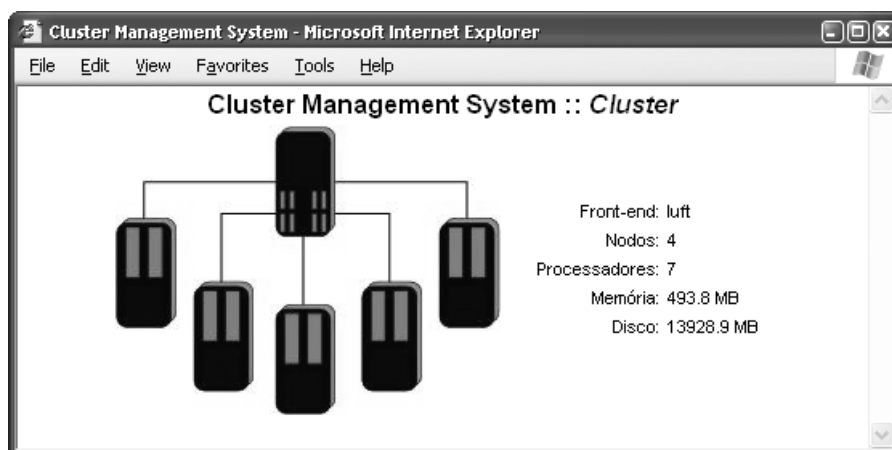 Cluster Management System - Microsoft Internet Explorer
File Edit View Favorites Tools Help
Cluster Management System :: Cluster
Front-end: luft
Nodos: 4
Processadores: 7
Memória: 493.8 MB
Disco: 13928.9 MB